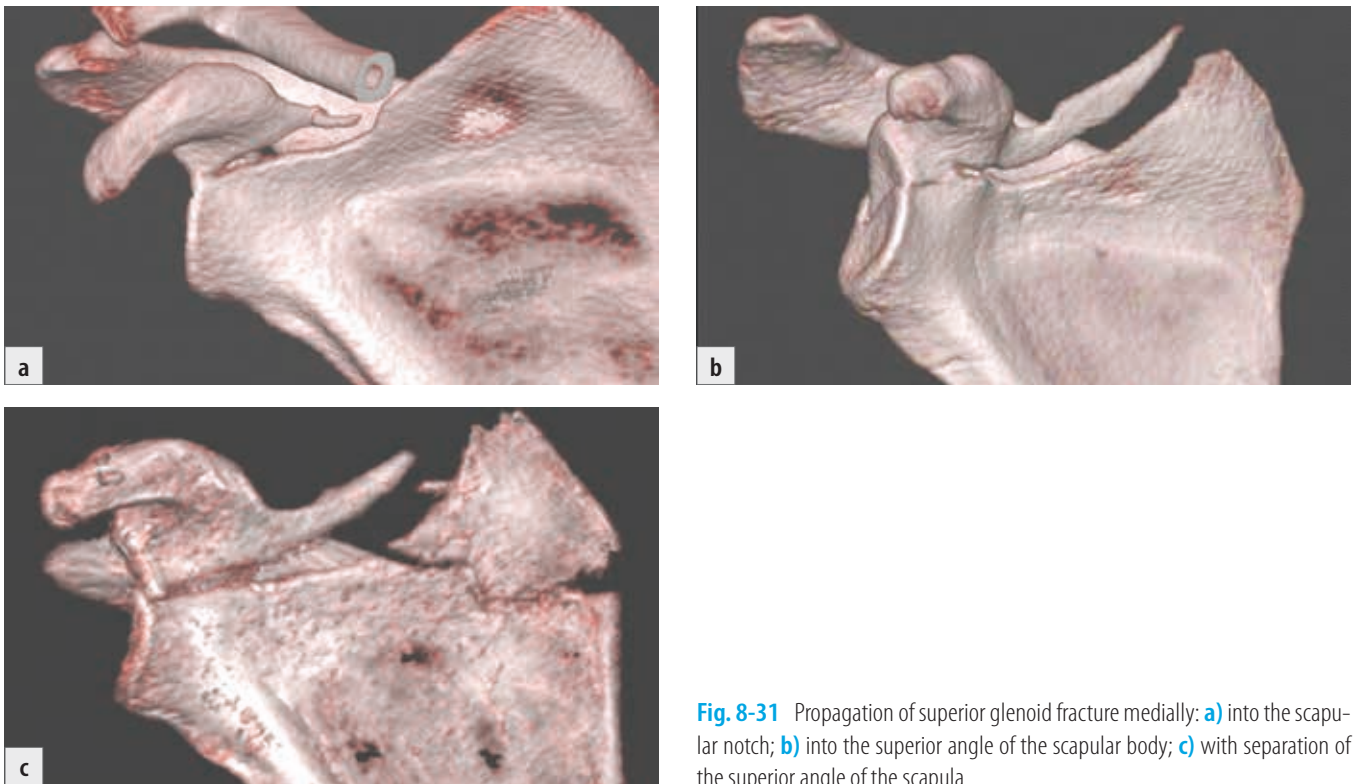 a
b
c
Fig. 8-31 Propagation of superior glenoid fracture medially: a) into the scapu-
lar notch; b) into the superior angle of the scapular body; c) with separation of
the superior angle of the scapula